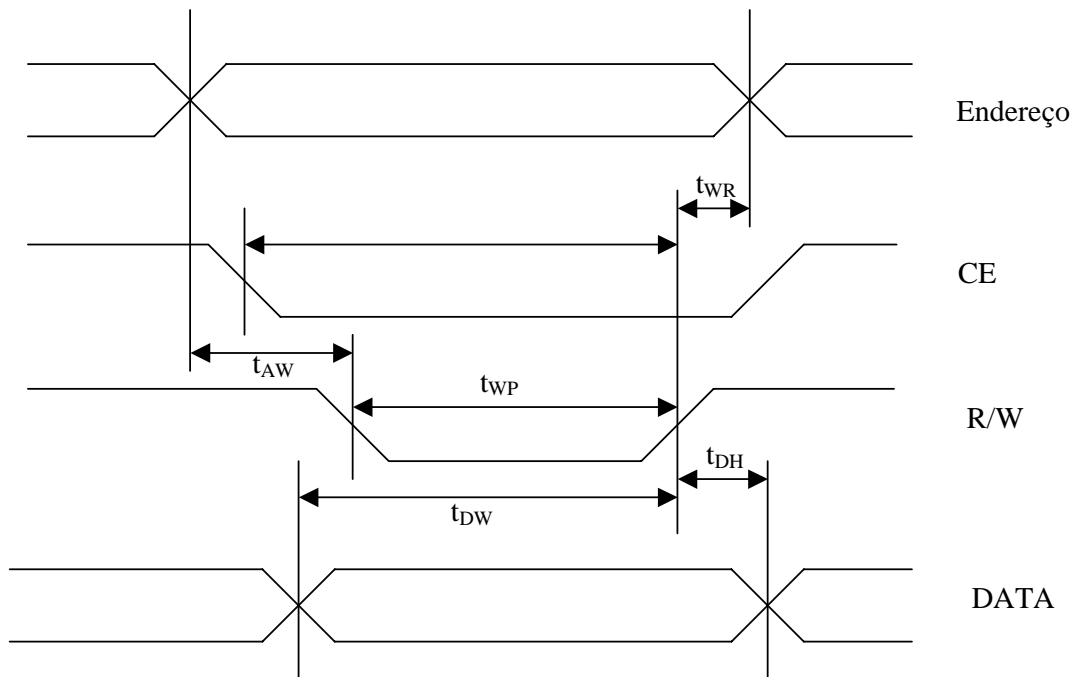 Endereço
tWR
CE
tAW
tWP
R/W
tDH
tDW
DATA